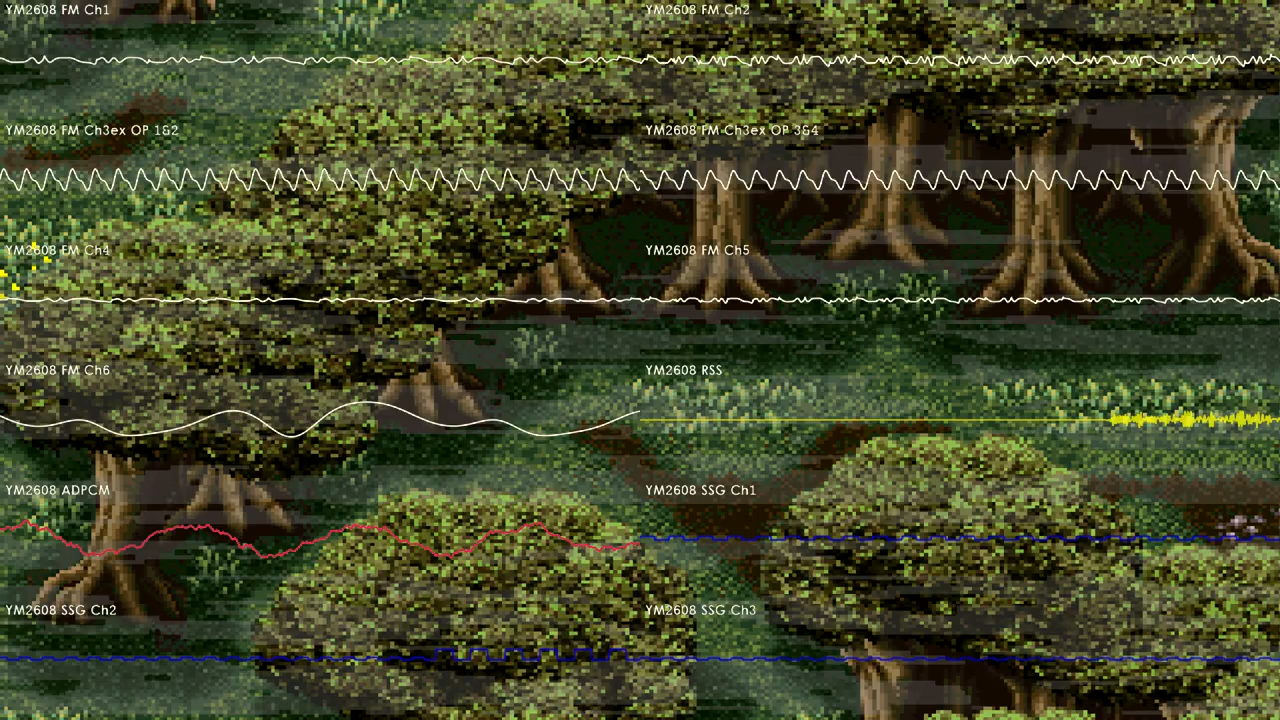 YM2608 FM Ch1
YM2608 FM Ch2
YM2608 FM Ch3ex OP 1&2
YM2608 FM Ch3ex OP 3&4
YM2608 FM Ch4
YM2608 FM Ch5
YM2608 FM Ch6
YM2608 RSS
YM2608 ADPCM
YM2608 SSG Ch1
YM2608 SSG Ch2
YM2608 SSG Ch3